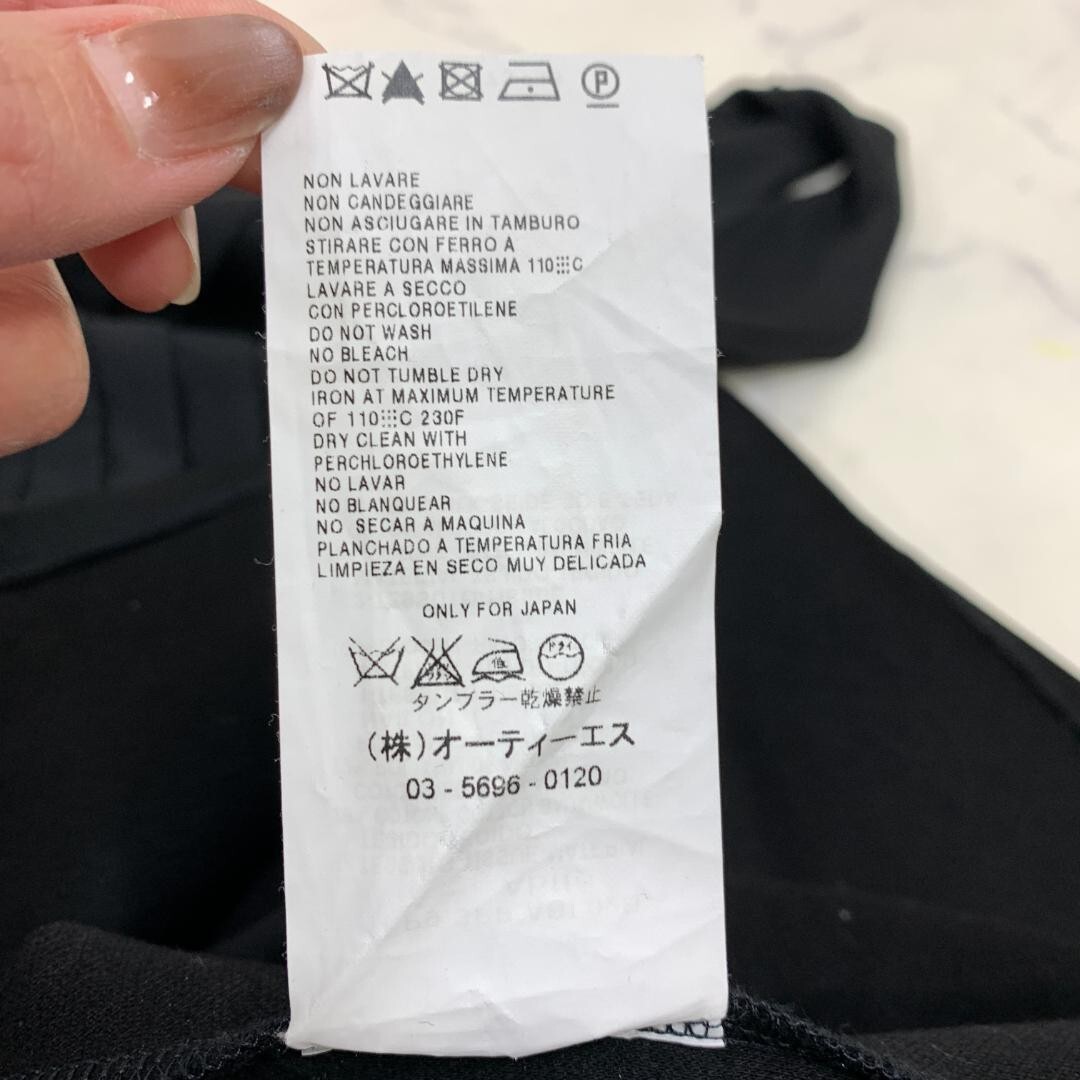 P
NON LAVARE
NON CANDEGGIARE
NON ASCIUGARE IN TAMBURO
STIRARE CON FERRO A
TEMPERATURA MASSIMA 110 C
LAVARE A SECCO
CON PERCLOROETILENE
DO NOT WASH
NO BLEACH
DO NOT TUMBLE DRY
IRON AT MAXIMUM TEMPERATURE
OF 110 C 230F
DRY CLEAN WITH
PERCHLOROETHYLENE
NO LAVAR
NO BLANQUEAR
NO SECAR A MAQUINA
PLANCHADO A TEMPERATURA FRIA
LIMPIEZA EN SECO MUY DELICADA
ONLY FOR JAPAN
低 ドライ
タンブラー乾燥禁止
(株)オーティーエス
03 - 5696 - 0120